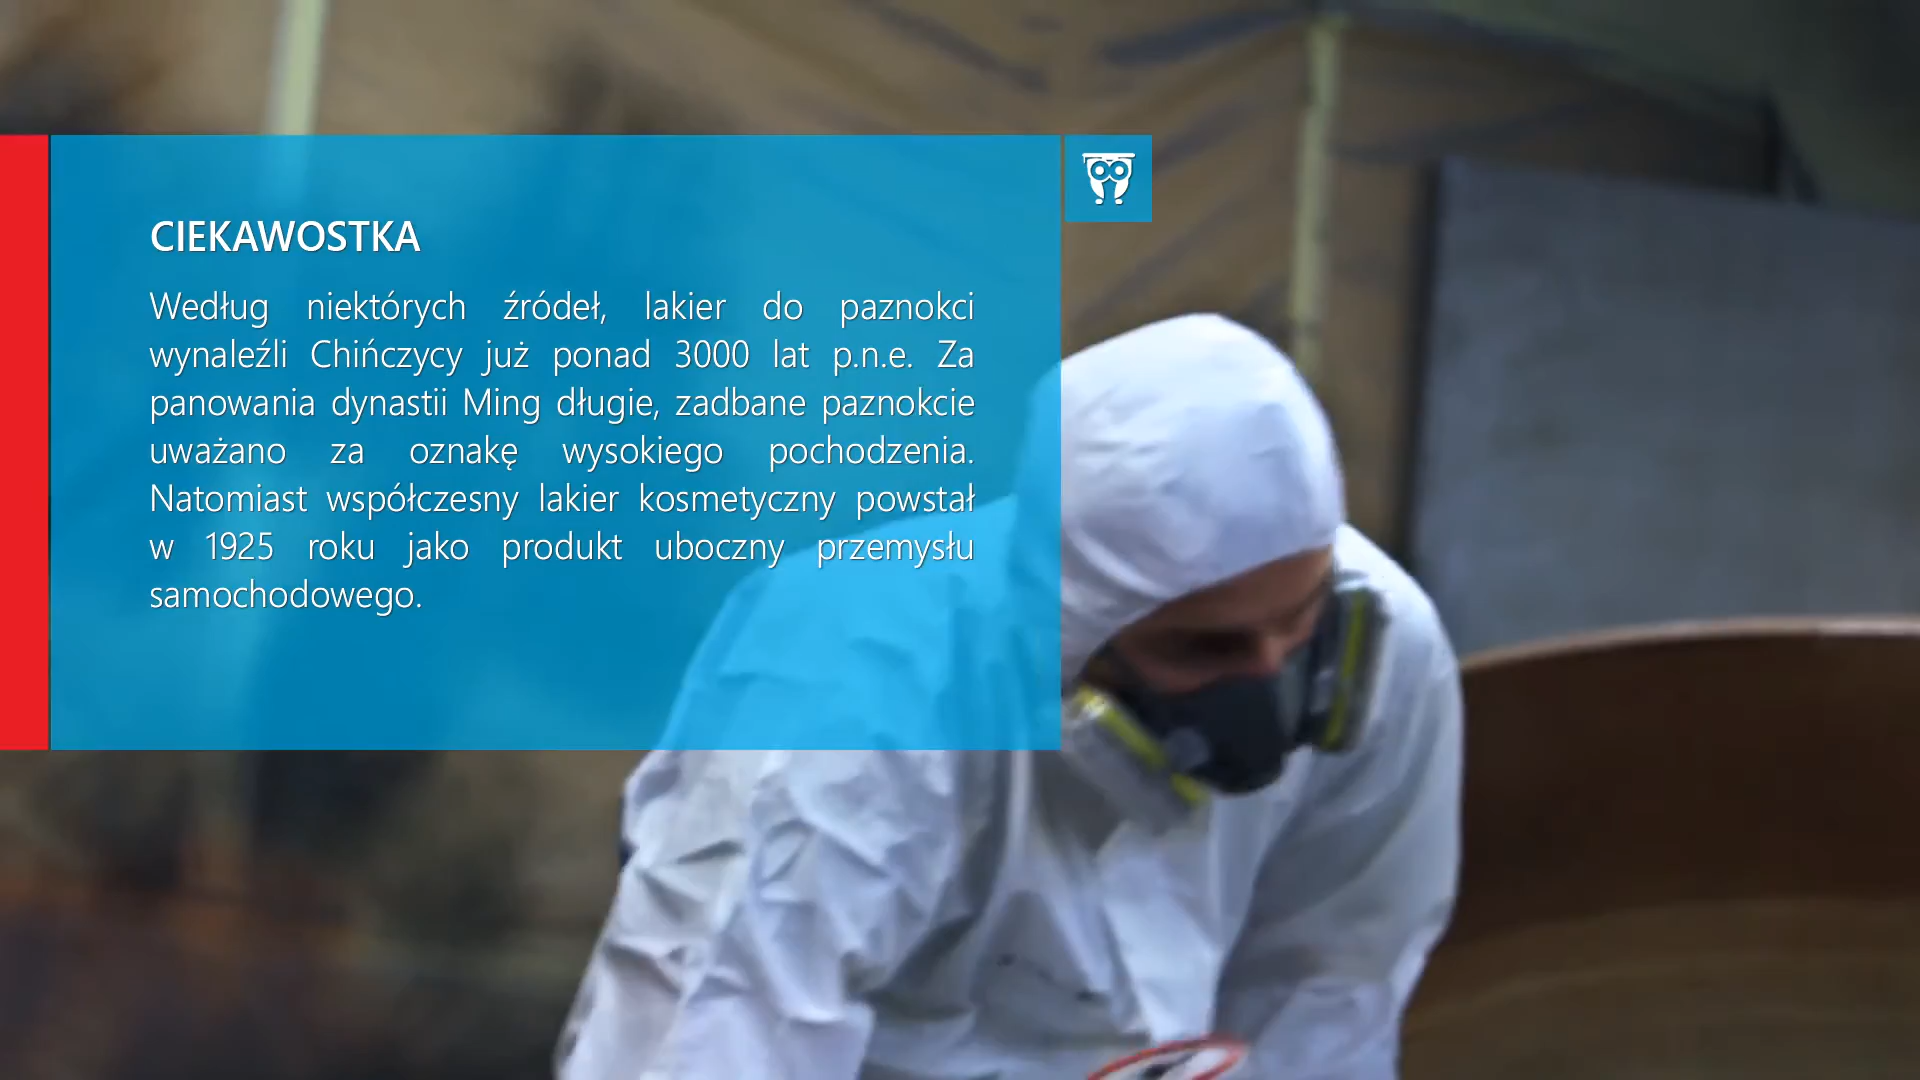 CIEKAWOSTKA
Według niektórych źródeł, lakier do paznokci
wynaleźli Chińczycy już ponad 3000 lat p.n.e. Za
panowania dynastii Ming długie, zadbane paznokcie
uważano za oznakę wysokiego pochodzenia.
Natomiast współczesny lakier kosmetyczny powstał
w 1925 roku jako produkt uboczny przemysłu
samochodowego.